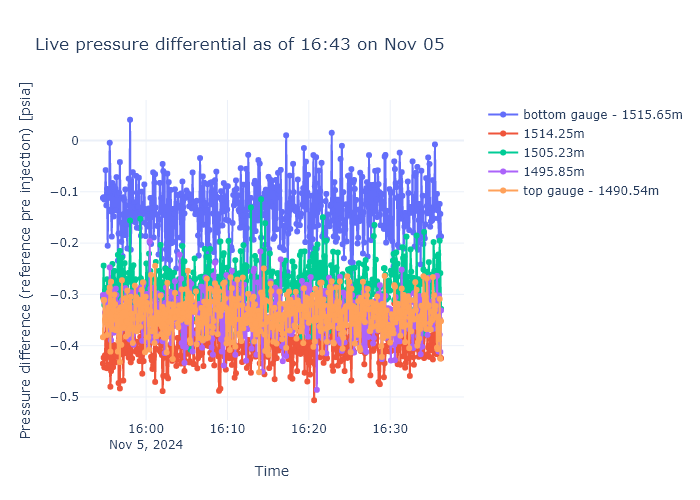 Live pressure differential as of 16:43 on Nov 05
Pressure difference (reference pre injection) [psia]
0
−0.1
−0.2
−0.3
−0.4
−0.5
16:00
Nov 5, 2024
16:10
16:20
16:30
Time
bottom gauge - 1515.65m
1514.25m
1505.23m
1495.85m
top gauge - 1490.54m